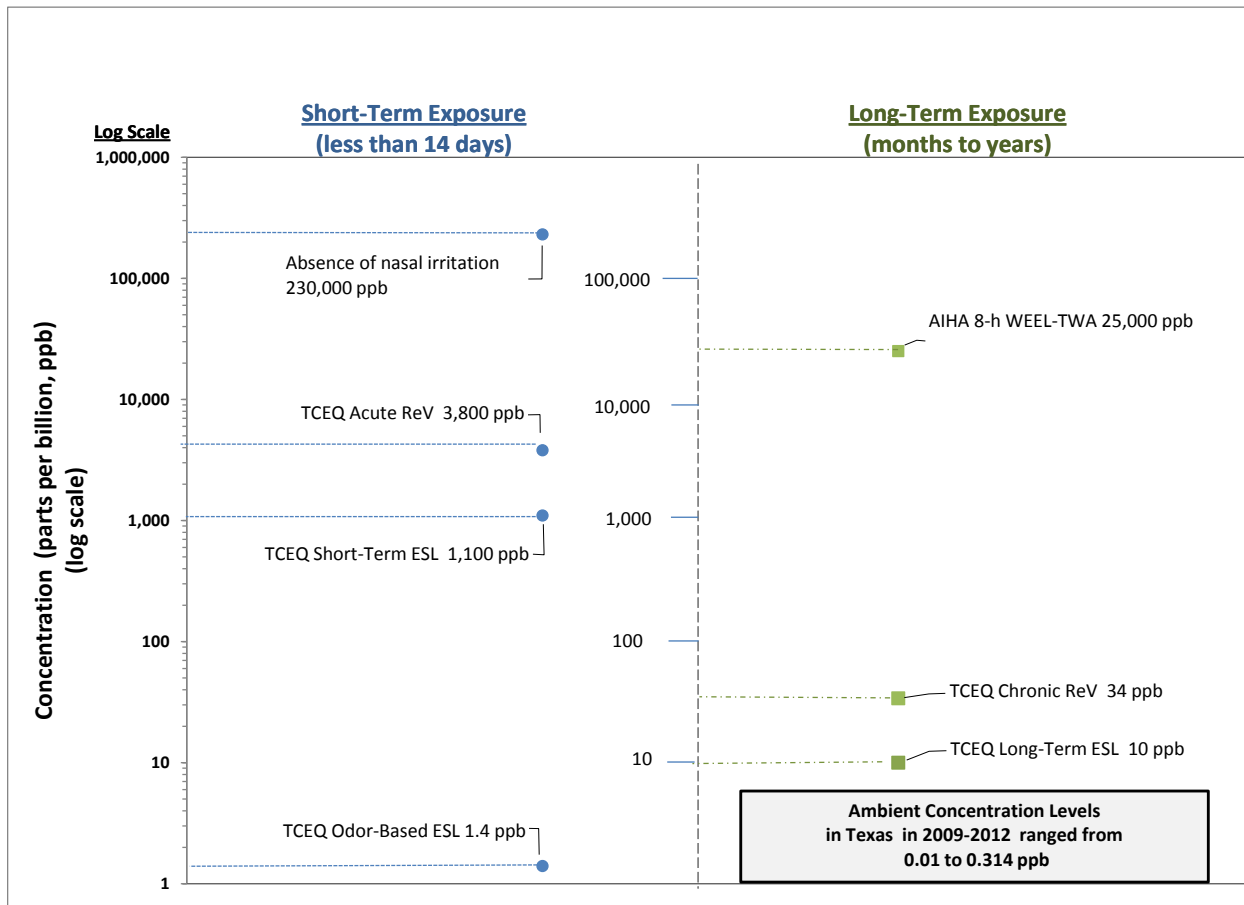 Short-Term Exposure
(less than 14 days)
Long-Term Exposure
(months to years)
Log Scale
Concentration (parts per billion, ppb)
(log scale)
1,000,000
100,000
10,000
1,000
100
10
1
Absence of nasal irritation
230,000 ppb
TCEQ Acute ReV 3,800 ppb
TCEQ Short-Term ESL 1,100 ppb
TCEQ Odor-Based ESL 1.4 ppb
100,000
10,000
1,000
100
10
AIHA 8-h WEEL-TWA 25,000 ppb
TCEQ Chronic ReV 34 ppb
TCEQ Long-Term ESL 10 ppb
Ambient Concentration Levels
in Texas in 2009-2012 ranged from
0.01 to 0.314 ppb